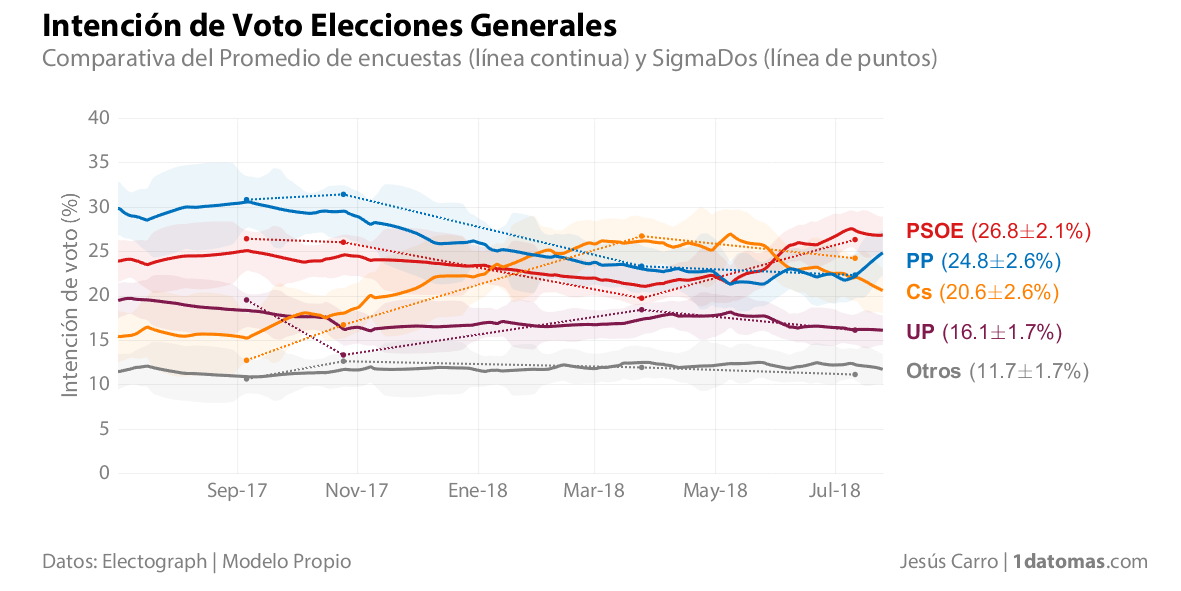 Intención de Voto Elecciones Generales
Comparativa del Promedio de encuestas (línea continua) y SigmaDos (línea de puntos)
Intención de voto (%)
40
35
30
25
20
15
10
5
0
Sep-17 Nov-17 Ene-18 Mar-18 May-18 Jul-18
PSOE (26.8±2.1%)
PP (24.8±2.6%)
Cs (20.6±2.6%)
UP (16.1±1.7%)
Otros (11.7±1.7%)
Datos: Electograph | Modelo Propio
Jesús Carro | 1datomas.com